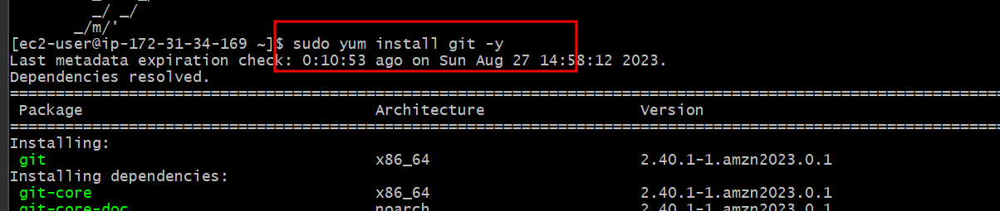 _/ _/
_/m/'
[ec2-user@ip-172-31-34-169 ~]$ sudo yum install git -y
Last metadata expiration check: 0:10:53 ago on Sun Aug 27 14:58:12 2023.
Dependencies resolved.
================================================================================
Package Architecture Version
================================================================================
Installing:
git x86_64 2.40.1-1.amzn2023.0.1
Installing dependencies:
git-core x86_64 2.40.1-1.amzn2023.0.1
git-core-doc noarch 2.40.1-1.amzn2023.0.1